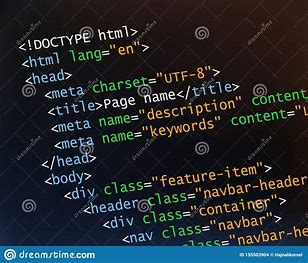 <!DOCTYPE html>
<html lang="en">
<head>
<meta charset="UTF-8">
<title>Page name</title>
<meta name="description" content
<meta name="keywords" content
</head>
<body>
<div class="feature-item">
<header class="navbar-header
<div class="container">
<nav class="navbar
dreamstime.com
ID 155503904 © Hajnalikornel